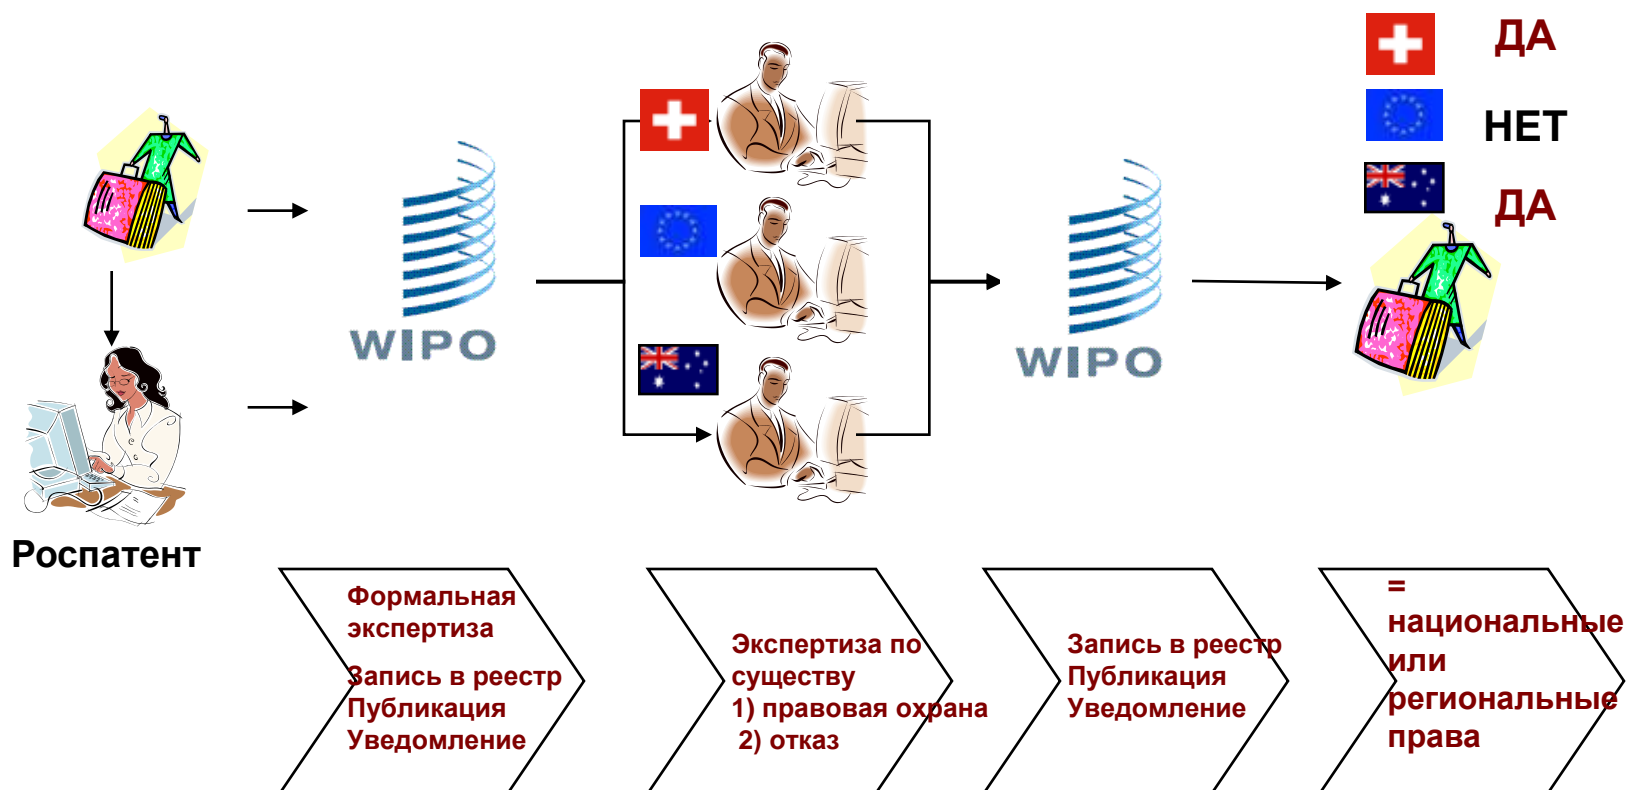 ДА
НЕТ
ДА
WIPO
WIPO
Роспатент
Формальная
экспертиза
Запись в реестр
Публикация
Уведомление
Экспертиза по
существу
1) правовая охрана
2) отказ
Запись в реестр
Публикация
Уведомление
=
национальные
или
региональные
права